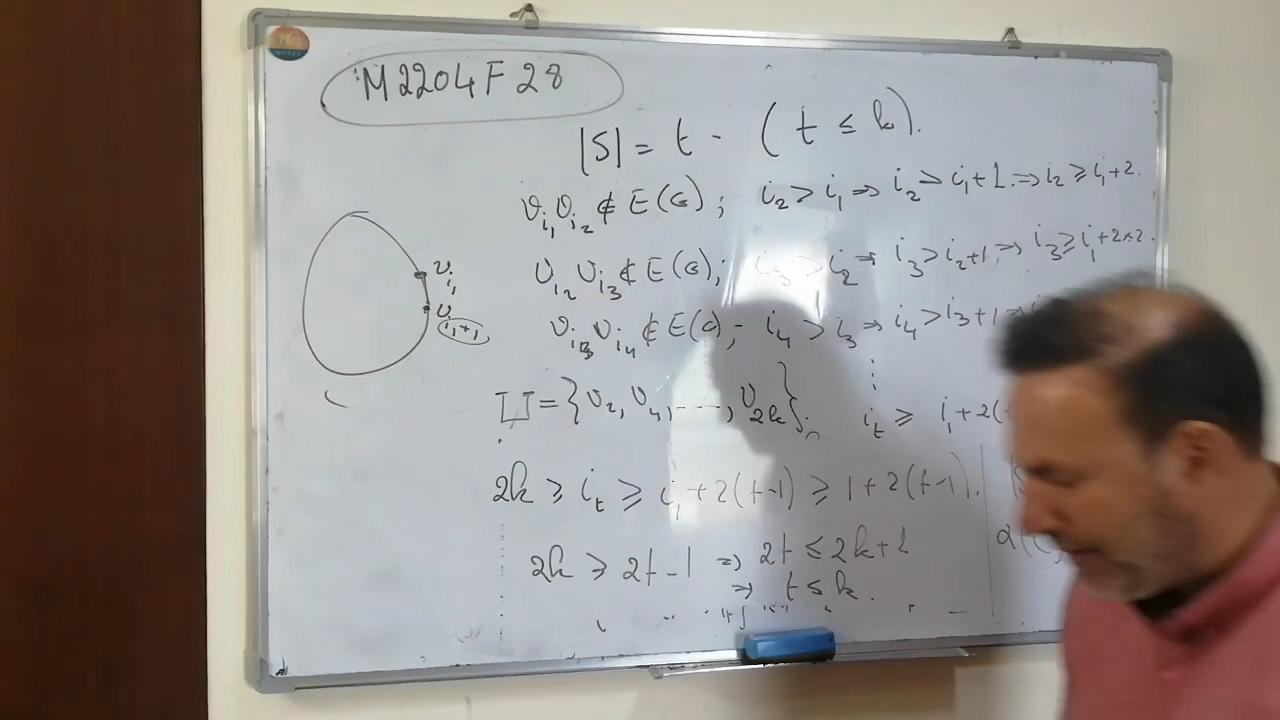 M2204F28
|S| = t - (t ≤ k).
v_{i_1} v_{i_2} ∉ E(G); i_2 > i_1 ⇒ i_2 > i_1+1. ⇒ i_2 ≥ i_1+2.
v_{i_2} v_{i_3} ∉ E(G); i_3 > i_2 ⇒ i_3 > i_2+1 ⇒ i_3 ≥ i_1+2×2.
v_{i_3} v_{i_4} ∉ E(G); i_4 > i_3 ⇒ i_4 > i_3+1 ⇒
v_{i_1}
v_{i_1+1}
U = {v_2, v_4, ----, v_{2k}}.
i_t ≥ i_1+2(
2k ≥ i_t ≥ i_1+2(t-1) ≥ 1+2(t-1).
2k ≥ 2t-1 ⇒ 2t ≤ 2k+1
⇒ t ≤ k.